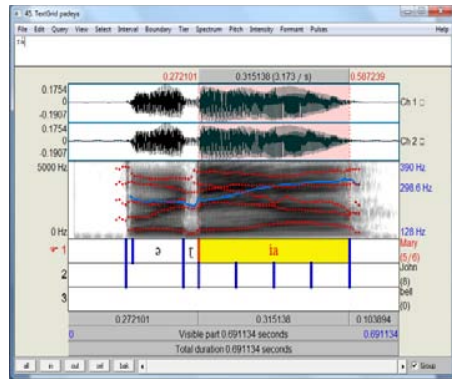 45. TextGrid padeya
File Edit Query View Select Interval Boundary Tier Spectrum Pitch Intensity Formant Pulses Help
0.272101 0.315138 (3.173 / s) 0.587239
0.1754
0
-0.1907
Ch 1
0.1754
0
-0.1907
Ch 2
5000 Hz
0 Hz
390 Hz
298.6 Hz
128 Hz
1 ə ʈ ia Mary (5/6)
2 John (8)
3 bell (0)
0.272101 0.315138 0.103894
0 Visible part 0.691134 seconds 0.691134
Total duration 0.691134 seconds
all in out sel bak Group